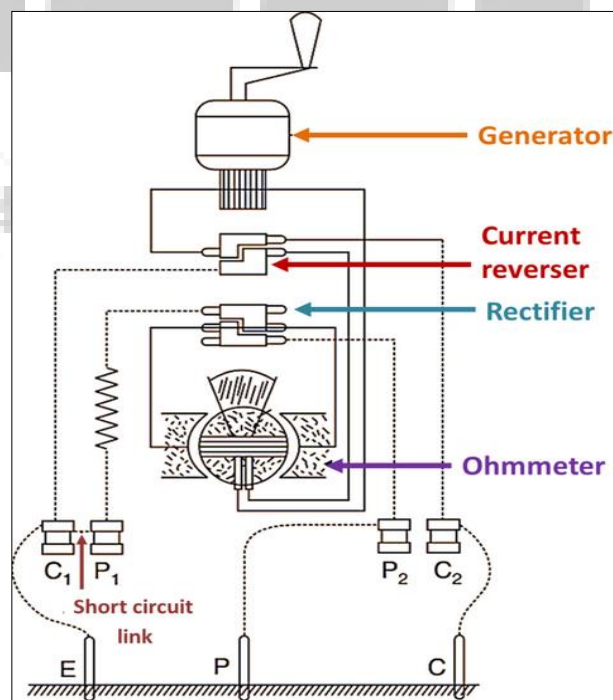 Generator
Current
reverser
Rectifier
Ohmmeter
C₁ P₁ P₂ C₂
Short circuit
link
E P C